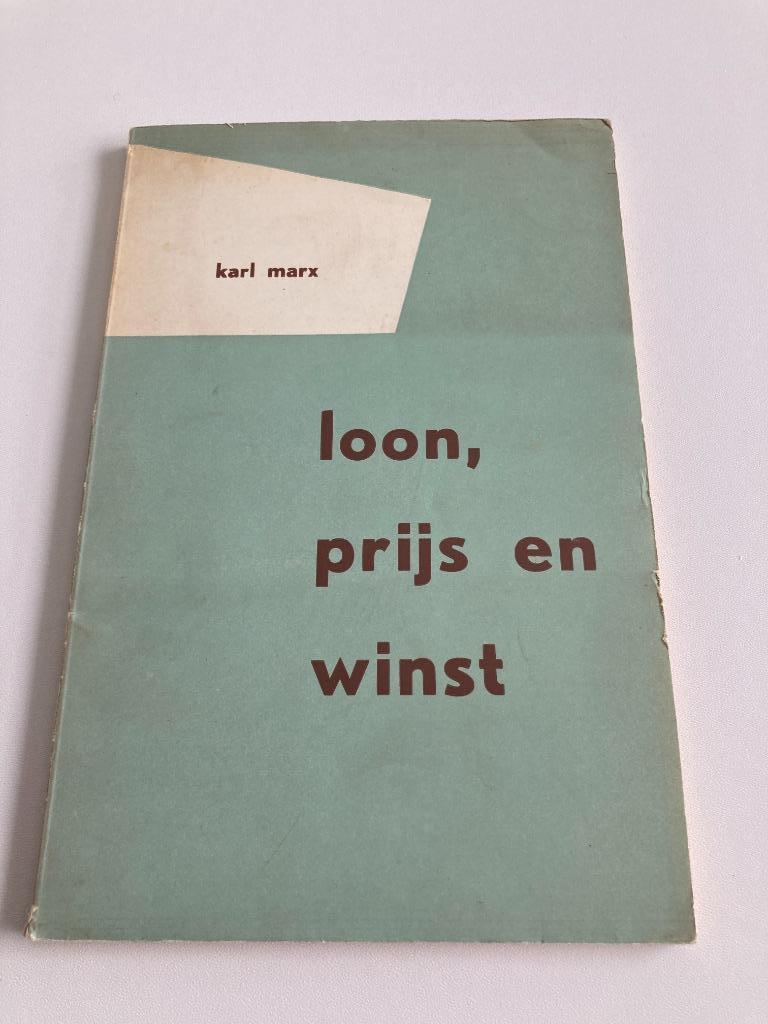 karl marx
loon,
prijs en
winst